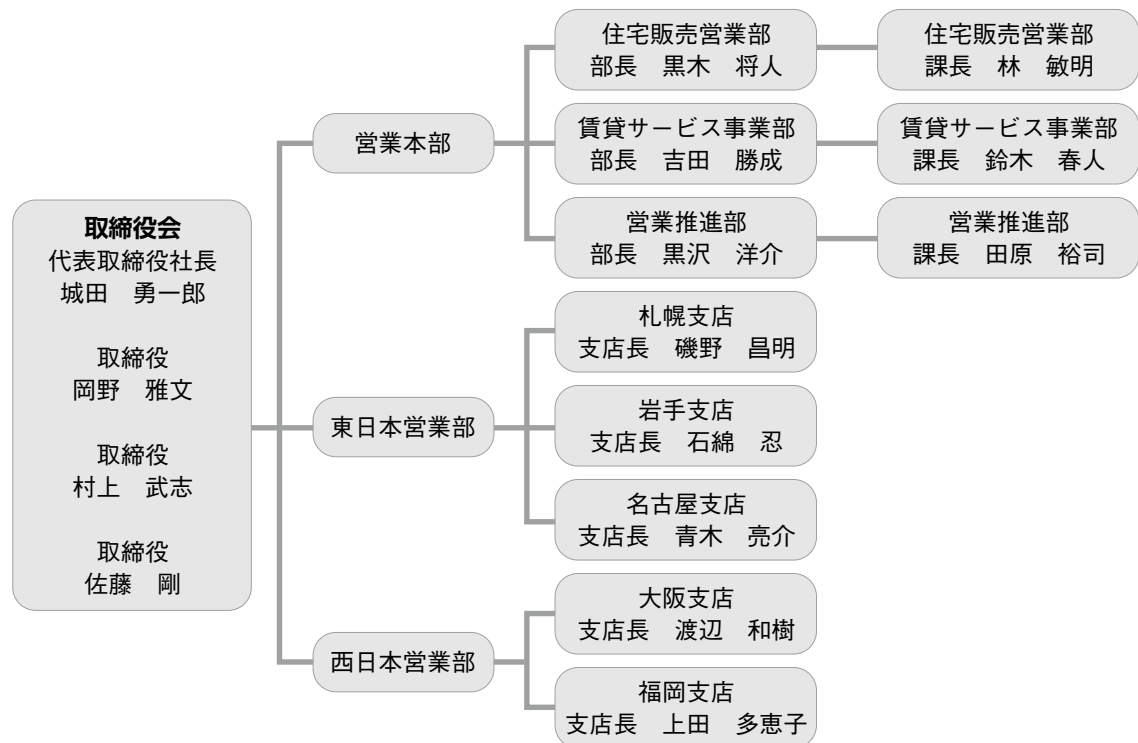 取締役会
代表取締役社長
城田　勇一郎
取締役
岡野　雅文
取締役
村上　武志
取締役
佐藤　剛
営業本部
住宅販売営業部
部長　黒木　将人
住宅販売営業部
課長　林　敏明
賃貸サービス事業部
部長　吉田　勝成
賃貸サービス事業部
課長　鈴木　春人
営業推進部
部長　黒沢　洋介
営業推進部
課長　田原　裕司
東日本営業部
札幌支店
支店長　磯野　昌明
岩手支店
支店長　石綿　忍
名古屋支店
支店長　青木　亮介
西日本営業部
大阪支店
支店長　渡辺　和樹
福岡支店
支店長　上田　多恵子